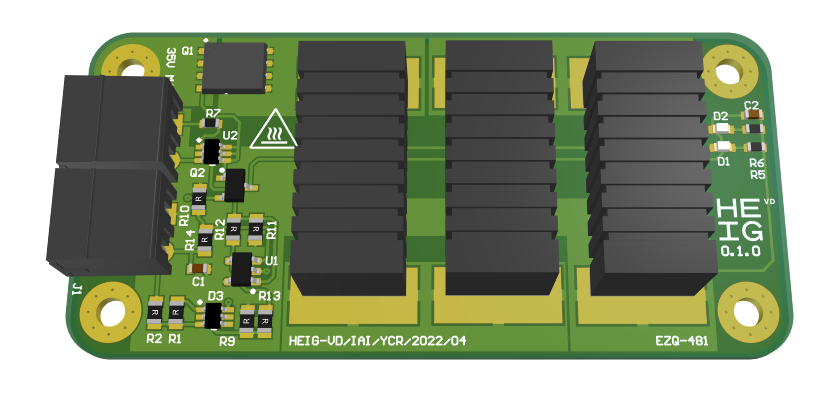 Q1
35V
R7
U2
Q2
R10
R12
R11
R14
U1
C1
J1
D3
R13
R2
R1
R9
HEIG-VD/IAI/YCR/2022/04
EZQ-481
C2
D2
D1
R6
R5
HE VD
IG
0.1.0